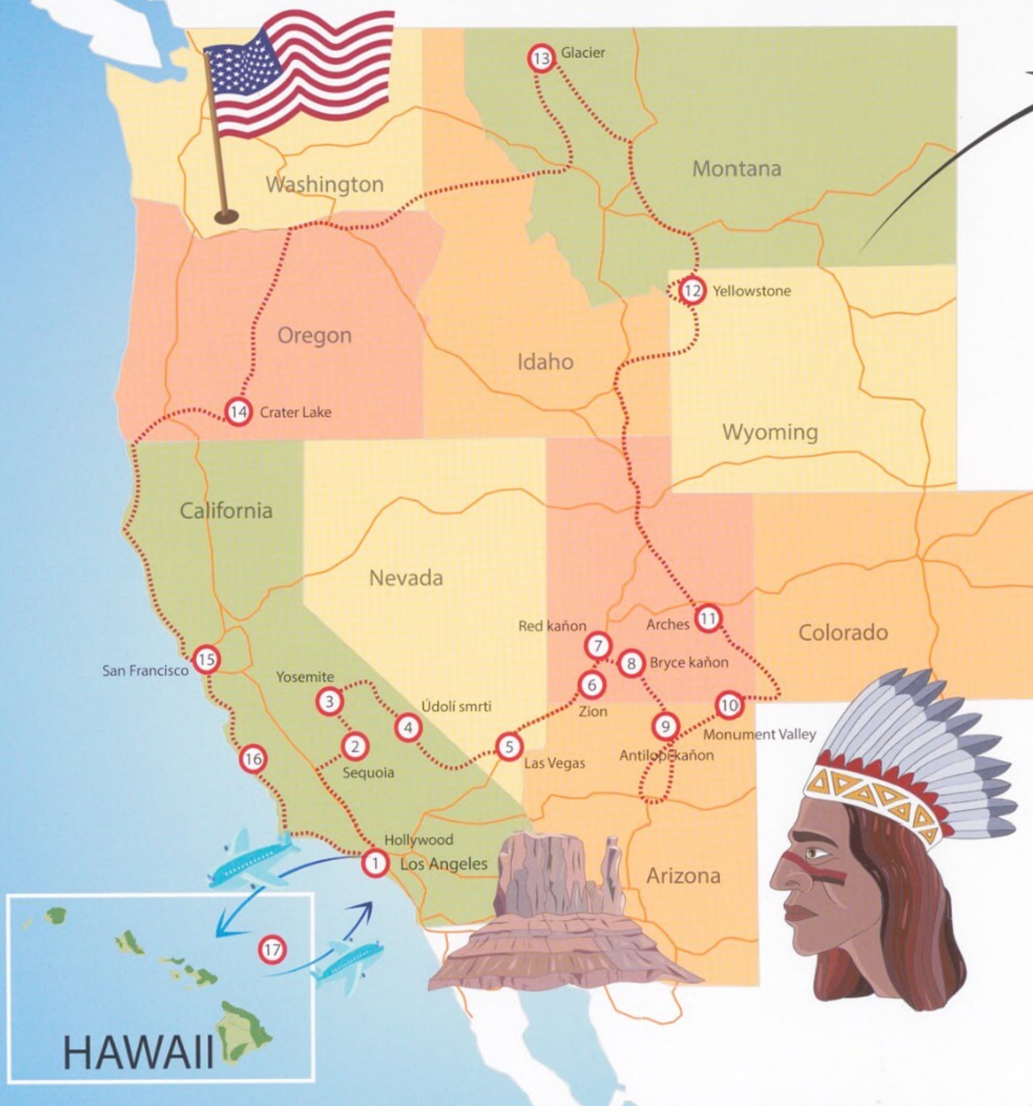 13 Glacier
Montana
Washington
12 Yellowstone
Oregon
Idaho
14 Crater Lake
Wyoming
California
Nevada
Red kaňon
7
Arches 11
Colorado
8 Bryce kaňon
15
San Francisco
Yosemite
3
6
Zion
Údolí smrti
4
10
Monument Valley
9
Antilopí kaňon
2
Sequoia
5
Las Vegas
16
Hollywood
1 Los Angeles
Arizona
17
HAWAII